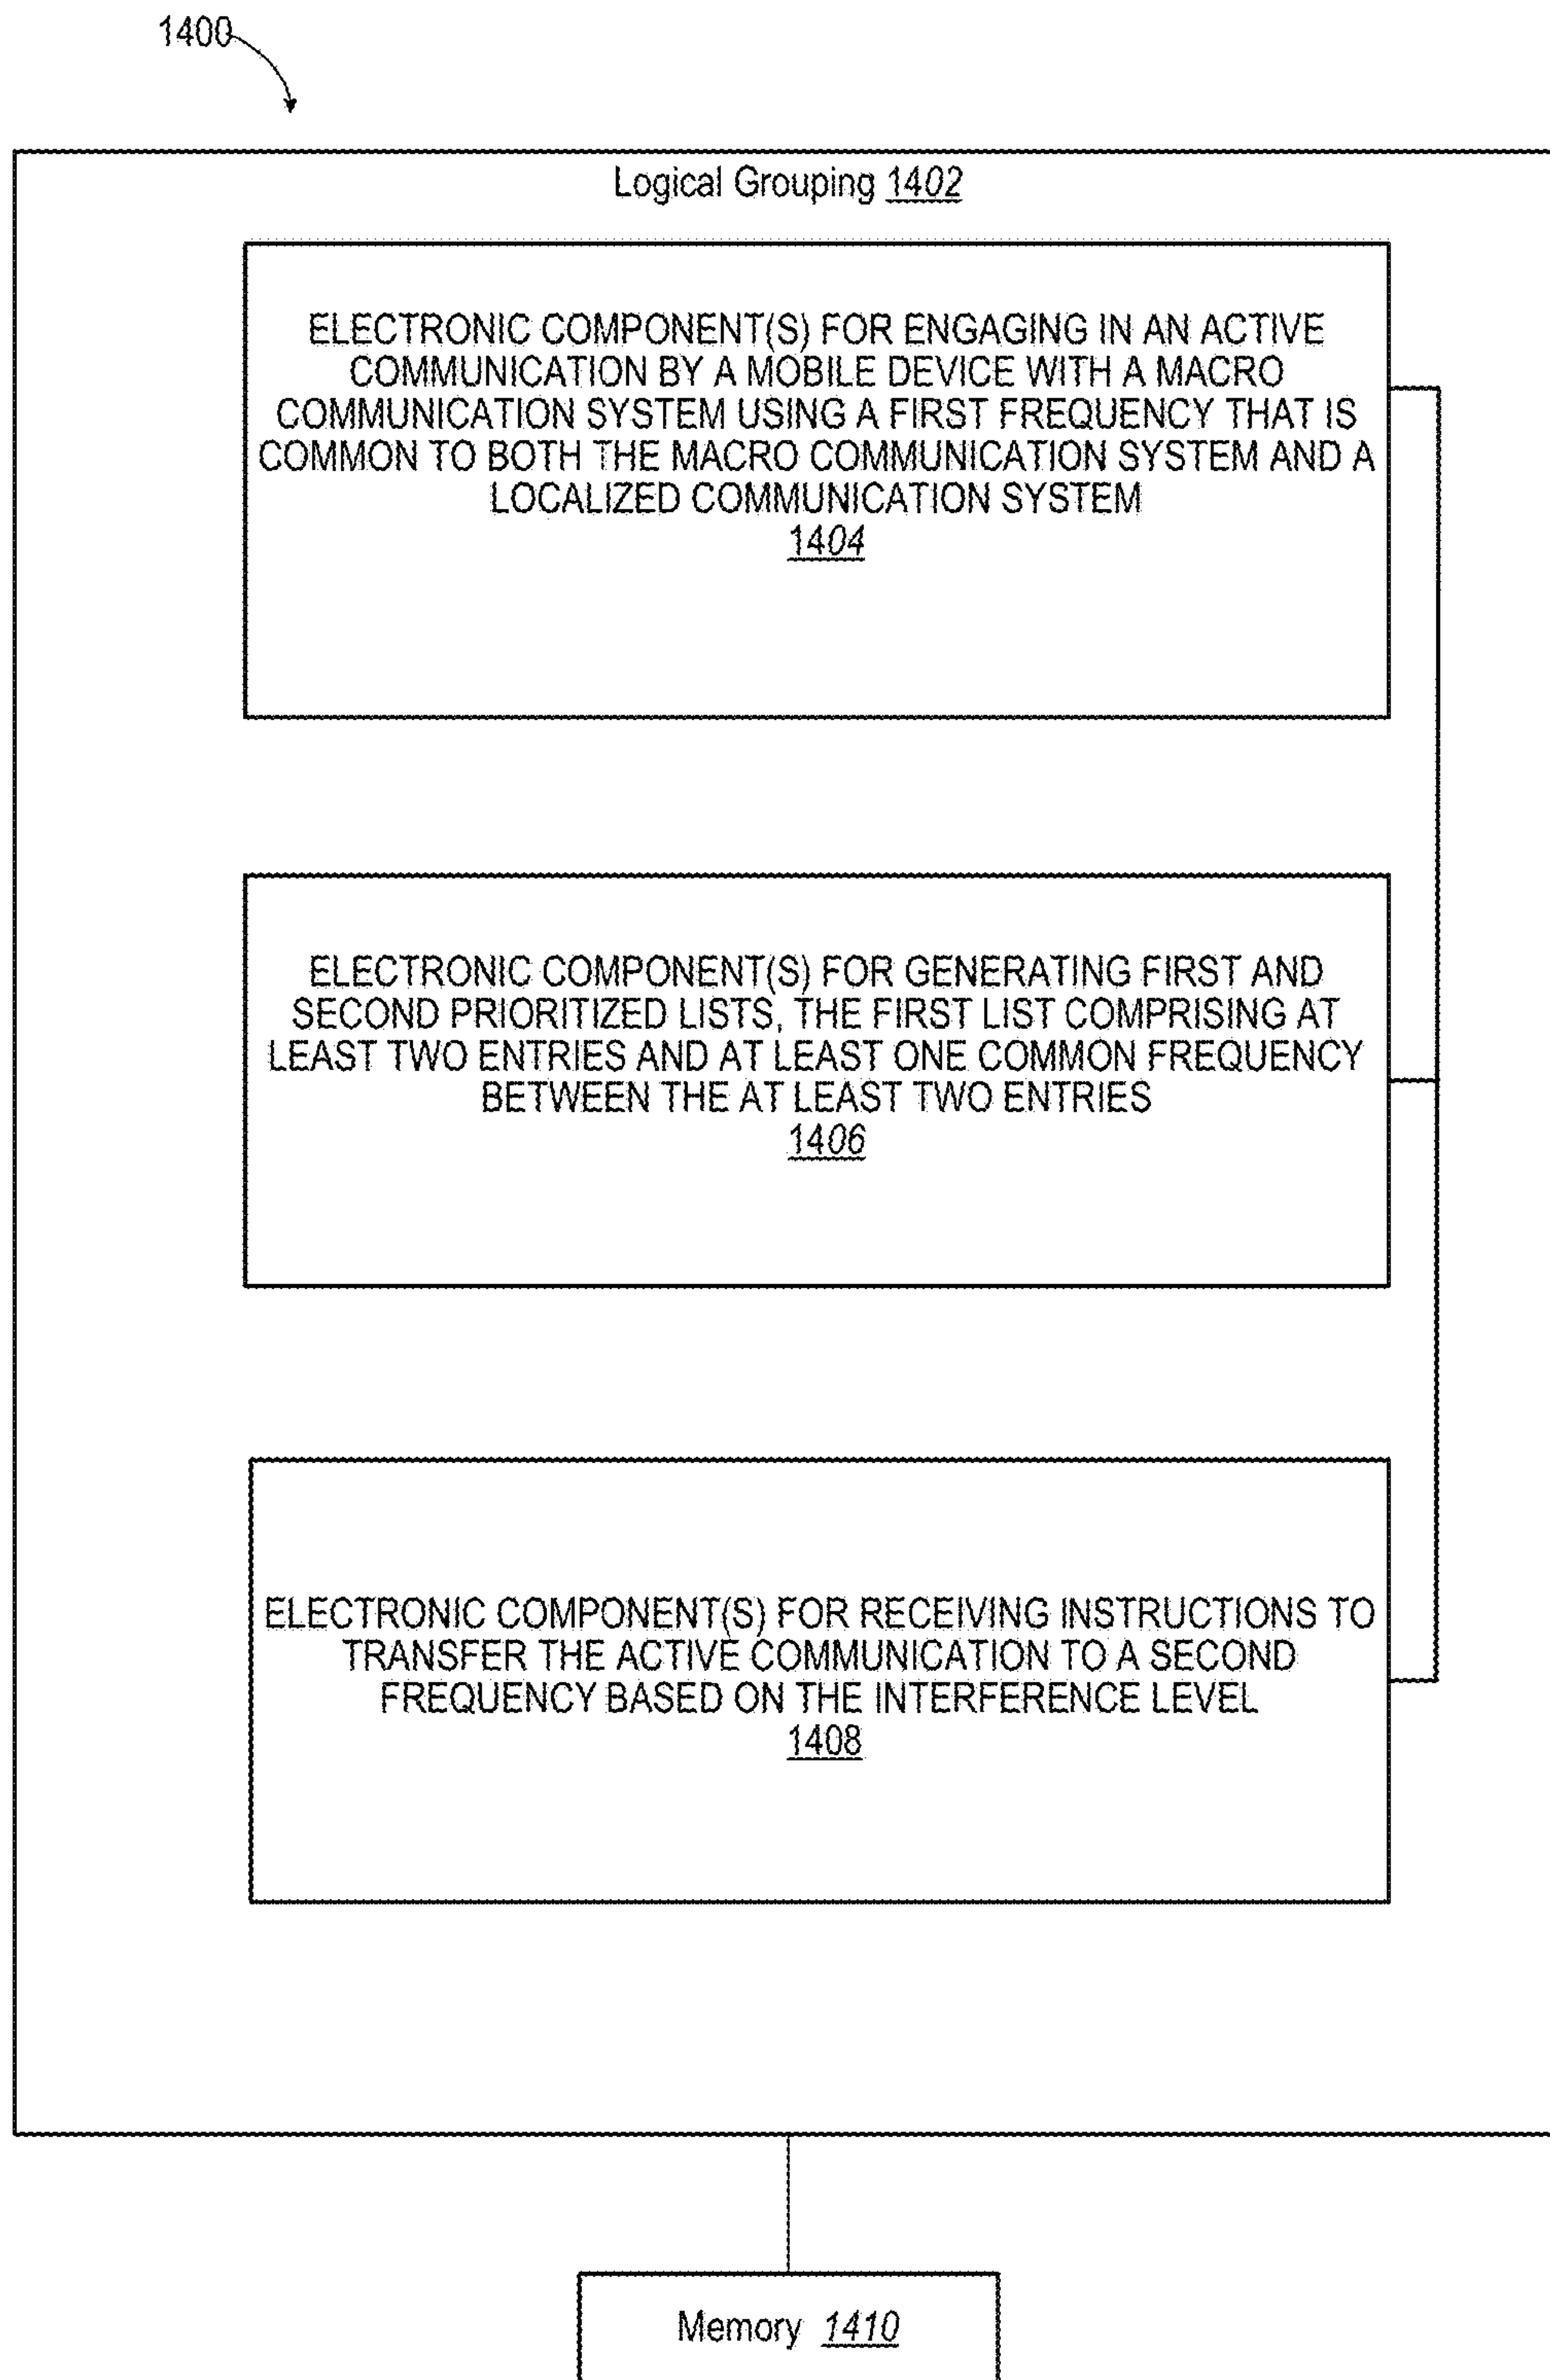 1400
Logical Grouping 1402
ELECTRONIC COMPONENT(S) FOR ENGAGING IN AN ACTIVE
COMMUNICATION BY A MOBILE DEVICE WITH A MACRO
COMMUNICATION SYSTEM USING A FIRST FREQUENCY THAT IS
COMMON TO BOTH THE MACRO COMMUNICATION SYSTEM AND A
LOCALIZED COMMUNICATION SYSTEM
1404
ELECTRONIC COMPONENT(S) FOR GENERATING FIRST AND
SECOND PRIORITIZED LISTS, THE FIRST LIST COMPRISING AT
LEAST TWO ENTRIES AND AT LEAST ONE COMMON FREQUENCY
BETWEEN THE AT LEAST TWO ENTRIES
1406
ELECTRONIC COMPONENT(S) FOR RECEIVING INSTRUCTIONS TO
TRANSFER THE ACTIVE COMMUNICATION TO A SECOND
FREQUENCY BASED ON THE INTERFERENCE LEVEL
1408
Memory 1410